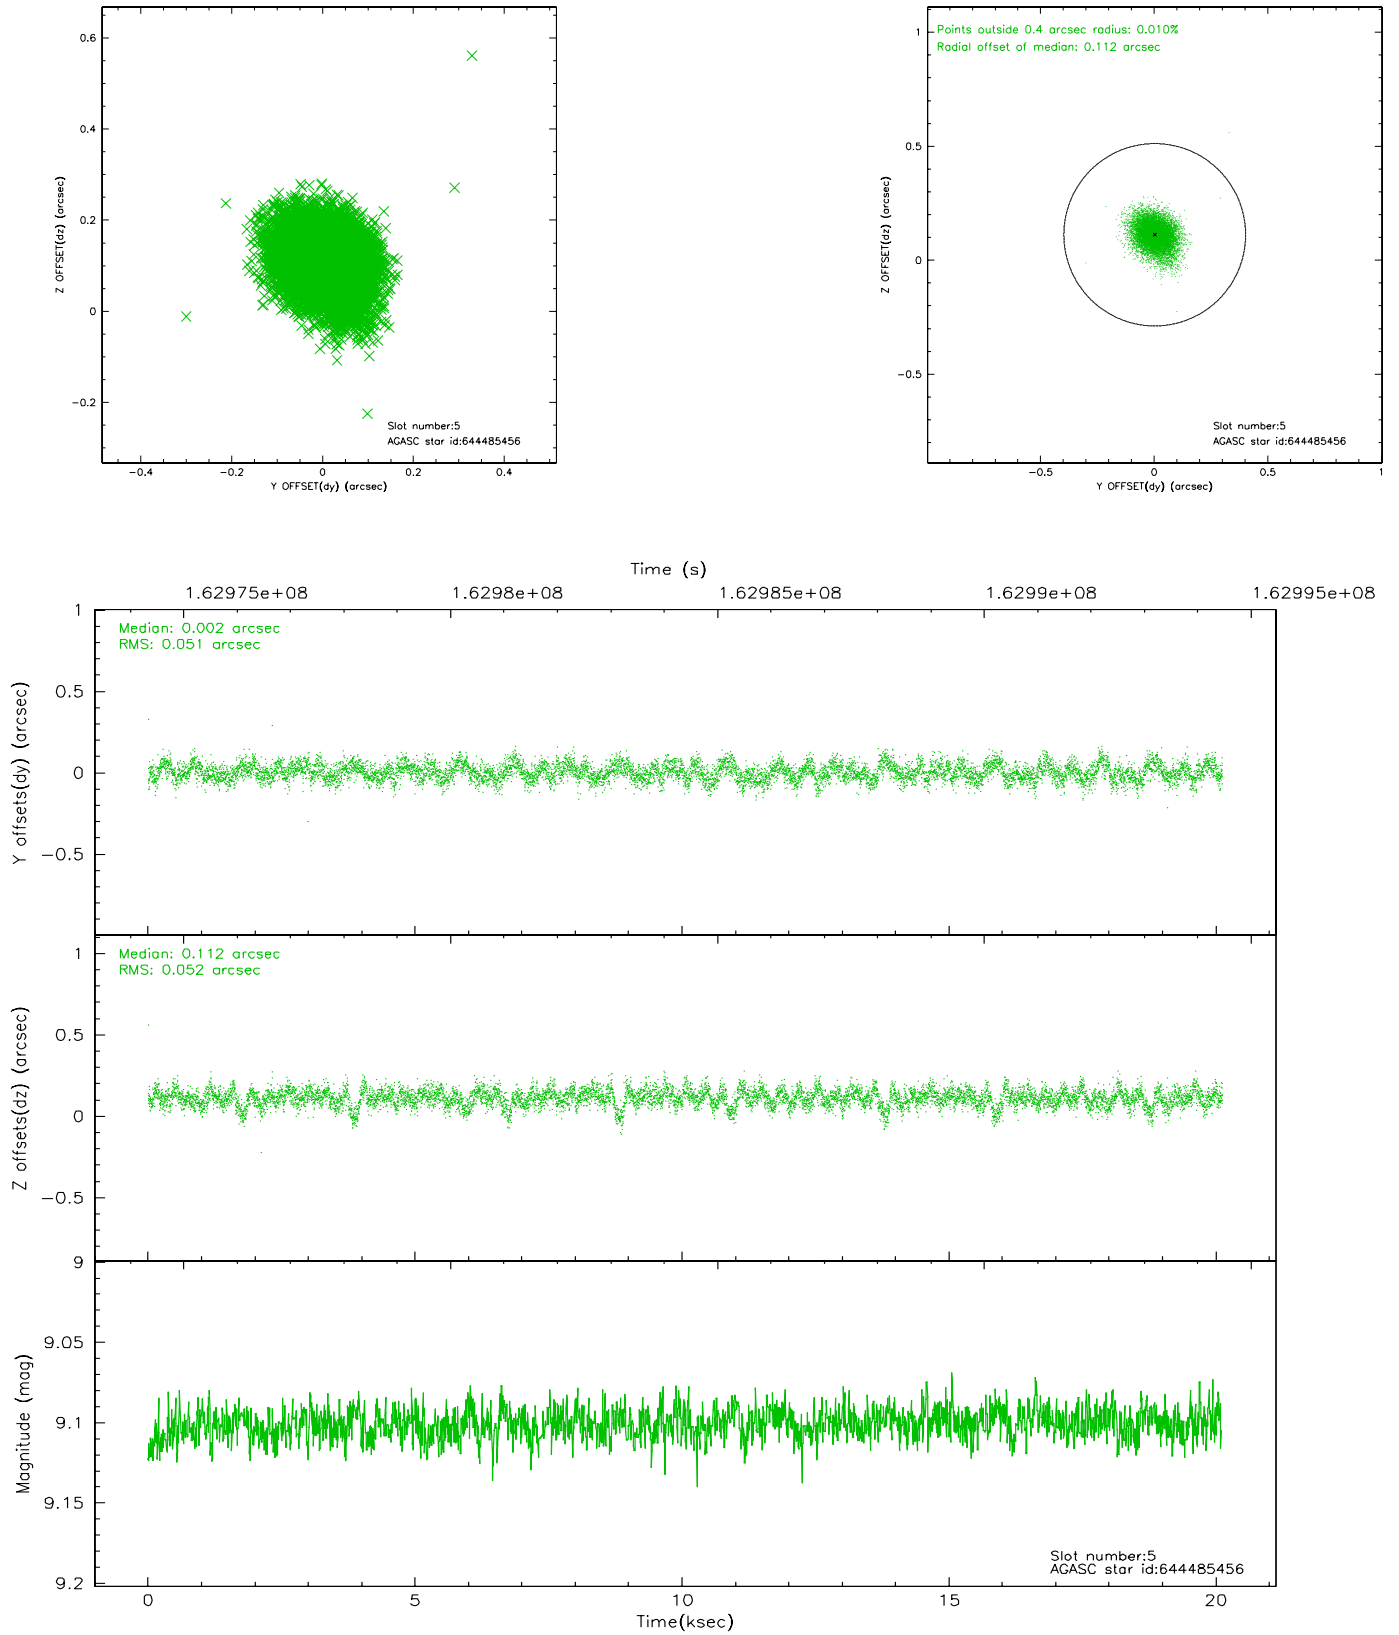 0.6
0.4
0.2
0
−0.2
Z OFFSET(dz) (arcsec)
Slot number:5
AGASC star id:644485456
−0.4 −0.2 0 0.2 0.4
Y OFFSET(dy) (arcsec)
Points outside 0.4 arcsec radius: 0.010%
Radial offset of median: 0.112 arcsec
1
0.5
0
−0.5
Z OFFSET(dz) (arcsec)
Slot number:5
AGASC star id:644485456
−0.5 0 0.5 1
Y OFFSET(dy) (arcsec)
Time (s)
1.62975e+08 1.6298e+08 1.62985e+08 1.6299e+08 1.62995e+08
Median: 0.002 arcsec
RMS: 0.051 arcsec
1
0.5
0
−0.5
Y offsets(dy) (arcsec)
Median: 0.112 arcsec
RMS: 0.052 arcsec
1
0.5
0
−0.5
Z offsets(dz) (arcsec)
9
9.05
9.1
9.15
9.2
Magnitude (mag)
Slot number:5
AGASC star id:644485456
0 5 10 15 20
Time(ksec)